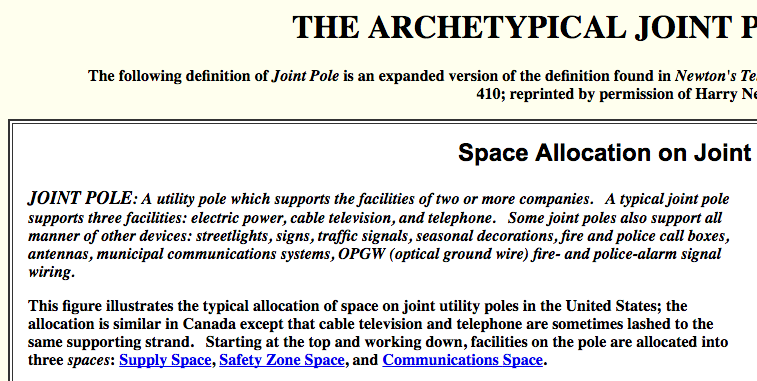 THE ARCHETYPICAL JOINT
The following definition of Joint Pole is an expanded version of the definition found in Newton's
410; reprinted by permission of Harry
Space Allocation on Joint
JOINT POLE: A utility pole which supports the facilities of two or more companies. A typical joint pole
supports three facilities: electric power, cable television, and telephone. Some joint poles also support all
manner of other devices: streetlights, signs, traffic signals, seasonal decorations, fire and police call boxes,
antennas, municipal communications systems, OPGW (optical ground wire) fire- and police-alarm signal
wiring.
This figure illustrates the typical allocation of space on joint utility poles in the United States; the
allocation is similar in Canada except that cable television and telephone are sometimes lashed to the
same supporting strand. Starting at the top and working down, facilities on the pole are allocated into
three spaces: Supply Space, Safety Zone Space, and Communications Space.